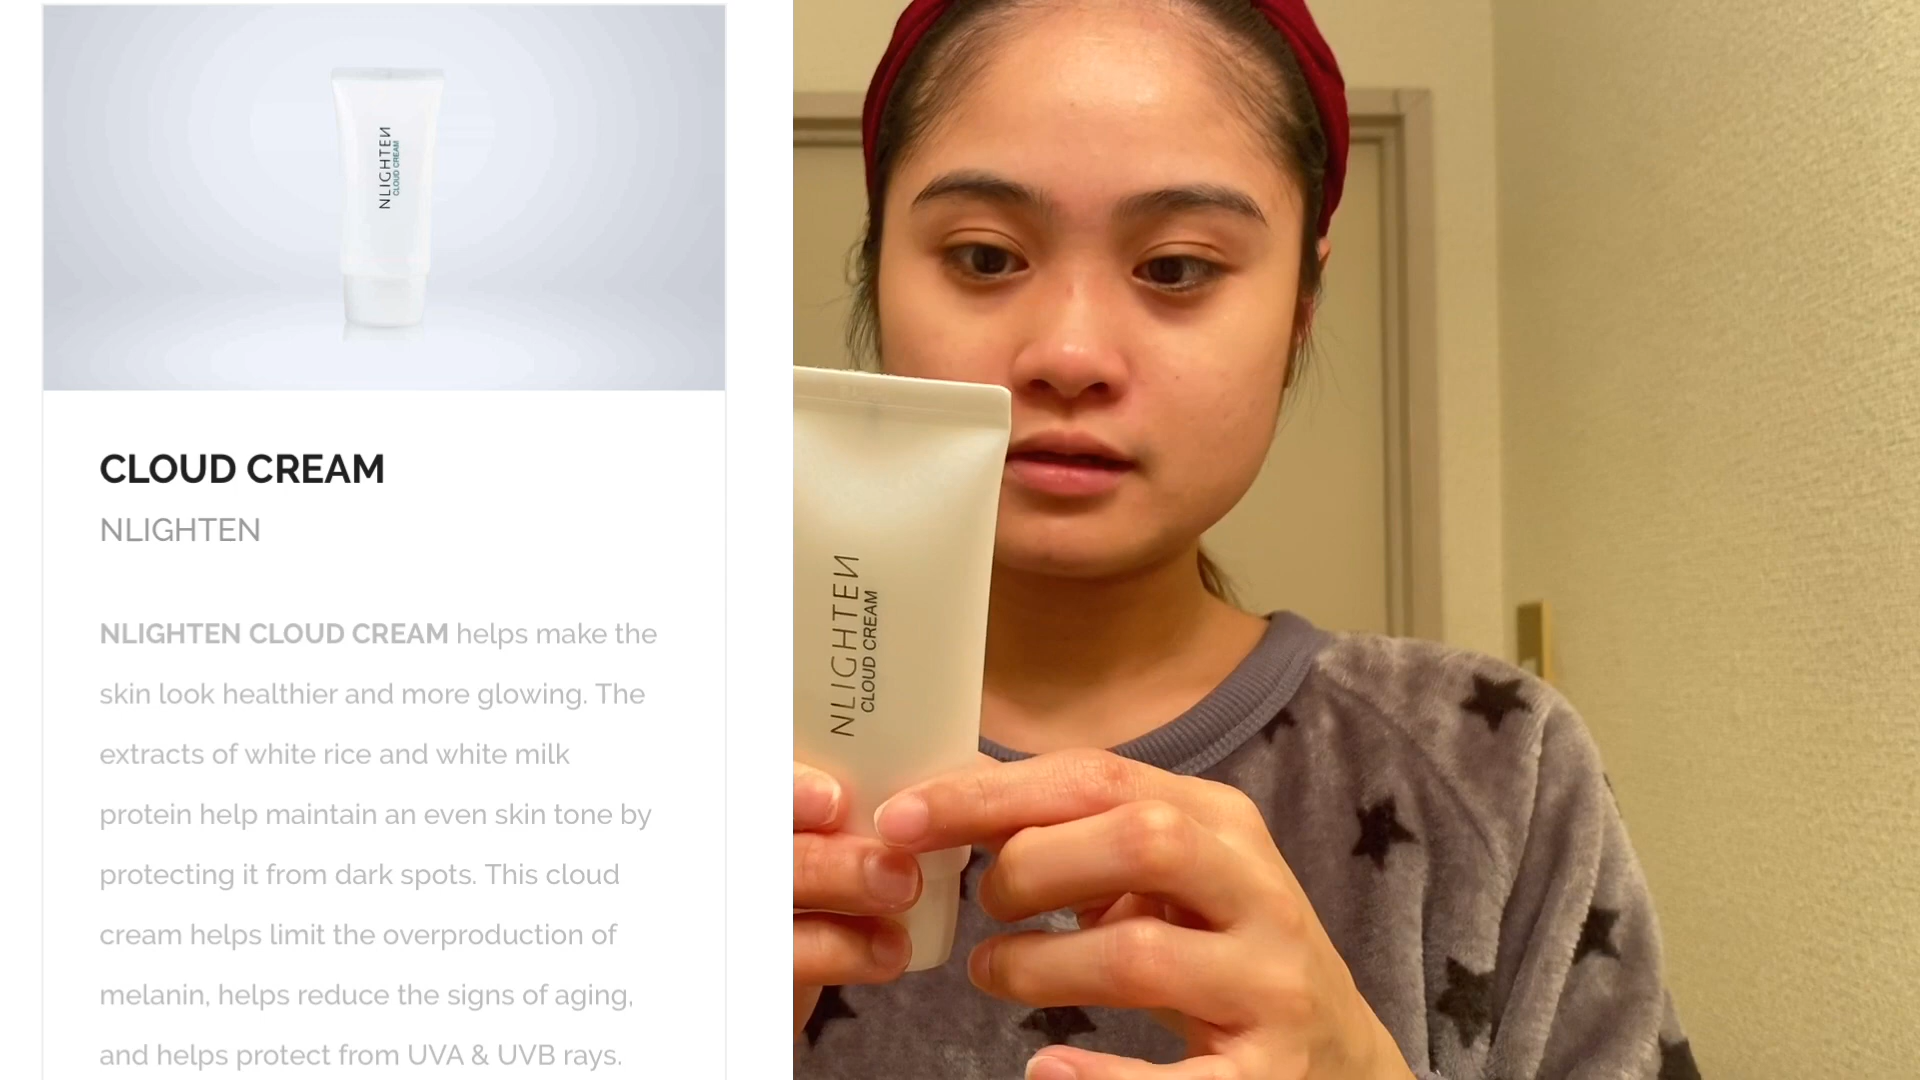 NLIGHTEN
CLOUD CREAM
CLOUD CREAM
NLIGHTEN
NLIGHTEN CLOUD CREAM helps make the
skin look healthier and more glowing. The
extracts of white rice and white milk
protein help maintain an even skin tone by
protecting it from dark spots. This cloud
cream helps limit the overproduction of
melanin, helps reduce the signs of aging,
and helps protect from UVA & UVB rays.
NLIGHTEN
CLOUD CREAM